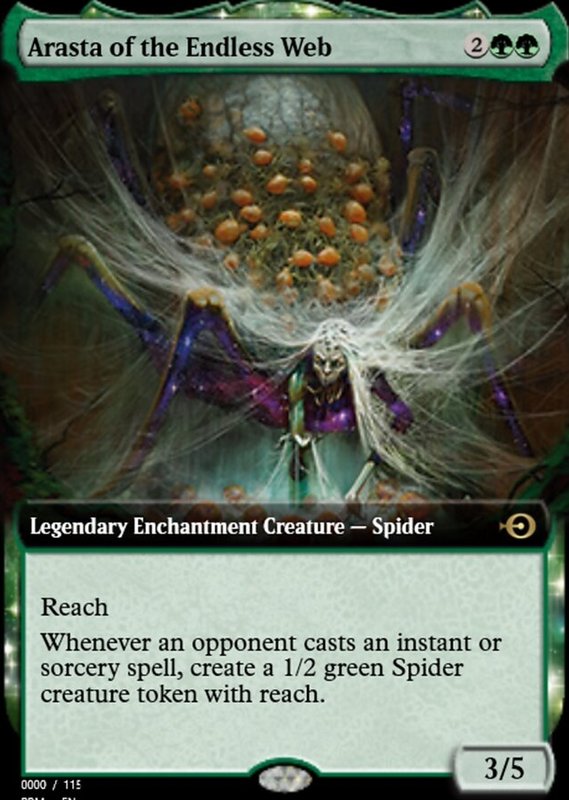 Arasta of the Endless Web 2
Legendary Enchantment Creature — Spider
Reach
Whenever an opponent casts an instant or
sorcery spell, create a 1/2 green Spider
creature token with reach.
3/5
0000 / 115